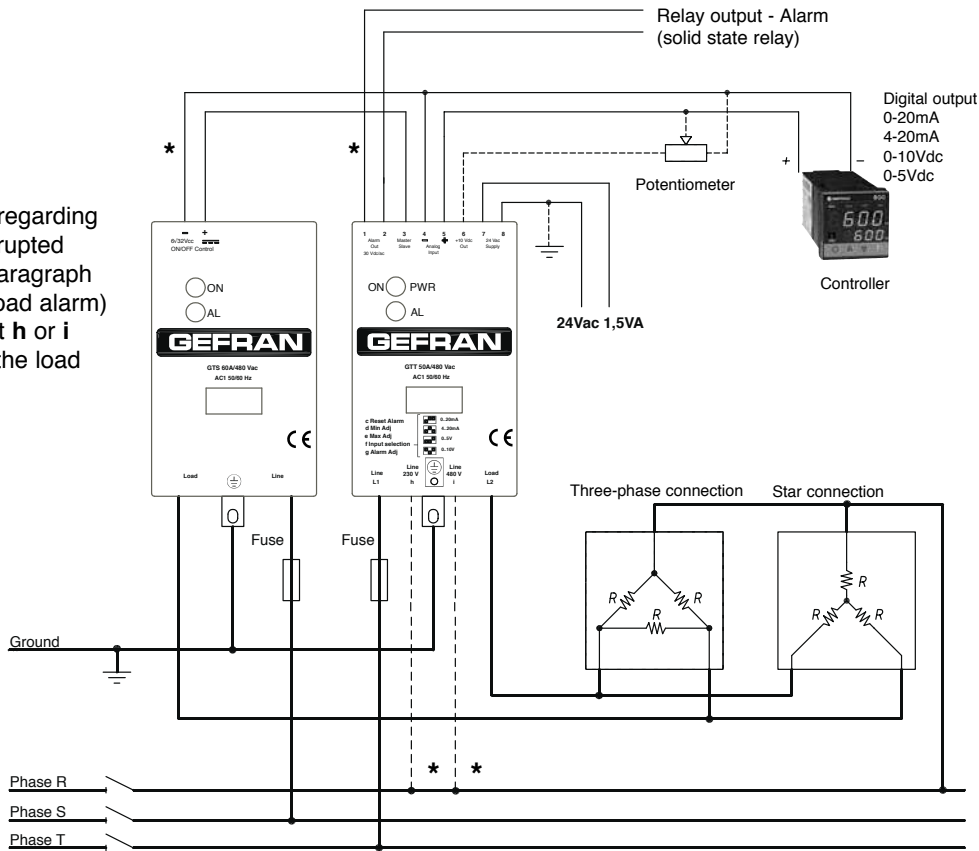 Relay output - Alarm
(solid state relay)
Digital output
0-20mA
4-20mA
0-10Vdc
0-5Vdc
+
–
Potentiometer
Controller
*
*
regarding
rupted
aragraph
oad alarm)
t h or i
the load
– +
6/32Vcc
ON/OFF Control
ON
AL
GEFRAN
GTS 60A/480 Vac
AC1 50/60 Hz
CE
Load
Line
1 2 3 4 5 6 7 8
Alarm
Out
30 Vdc/ac
Master
Slave
– +
Analog
Input
+10 Vdc
Out
24 Vac
Supply
ON PWR
AL
GEFRAN
GTT 50A/480 Vac
AC1 50/60 Hz
c Reset Alarm
d Min Adj
e Max Adj
f Input selection
g Alarm Adj
0..20mA
4..20mA
0..5V
0..10V
CE
Line
L1
Line
230 V
h
Line
480 V
i
Load
L2
24Vac 1,5VA
GEFRAN
600
600
600
Three-phase connection
Star connection
R
R
R
R
R
R
Fuse
Fuse
Ground
* *
Phase R
Phase S
Phase T